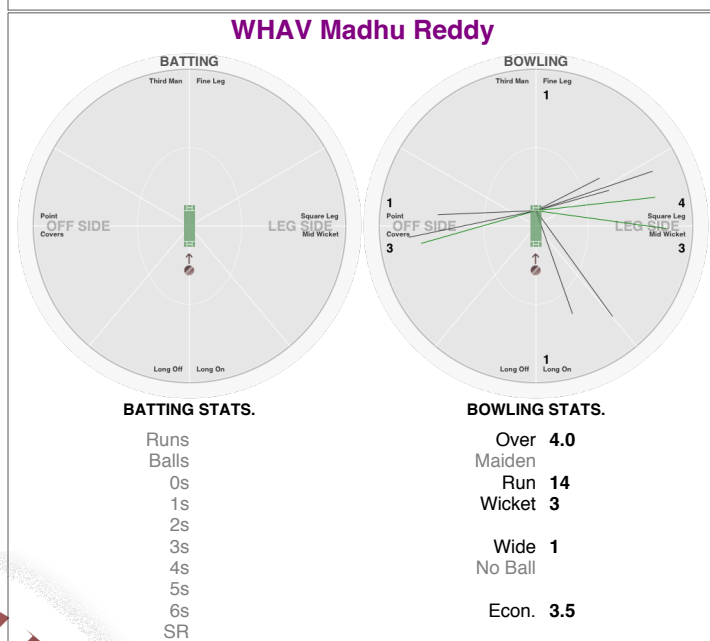 WHAV Madhu Reddy
BATTING
Third Man Fine Leg
Point
OFF SIDE
Covers
Square Leg
LEG SIDE
Mid Wicket
Long Off Long On
BATTING STATS.
Runs
Balls
0s
1s
2s
3s
4s
5s
6s
SR
BOWLING
Third Man Fine Leg
1
1
Point
OFF SIDE
Covers
3
4
Square Leg
LEG SIDE
Mid Wicket
3
1
Long Off Long On
BOWLING STATS.
Over 4.0
Maiden
Run 14
Wicket 3
Wide 1
No Ball
Econ. 3.5